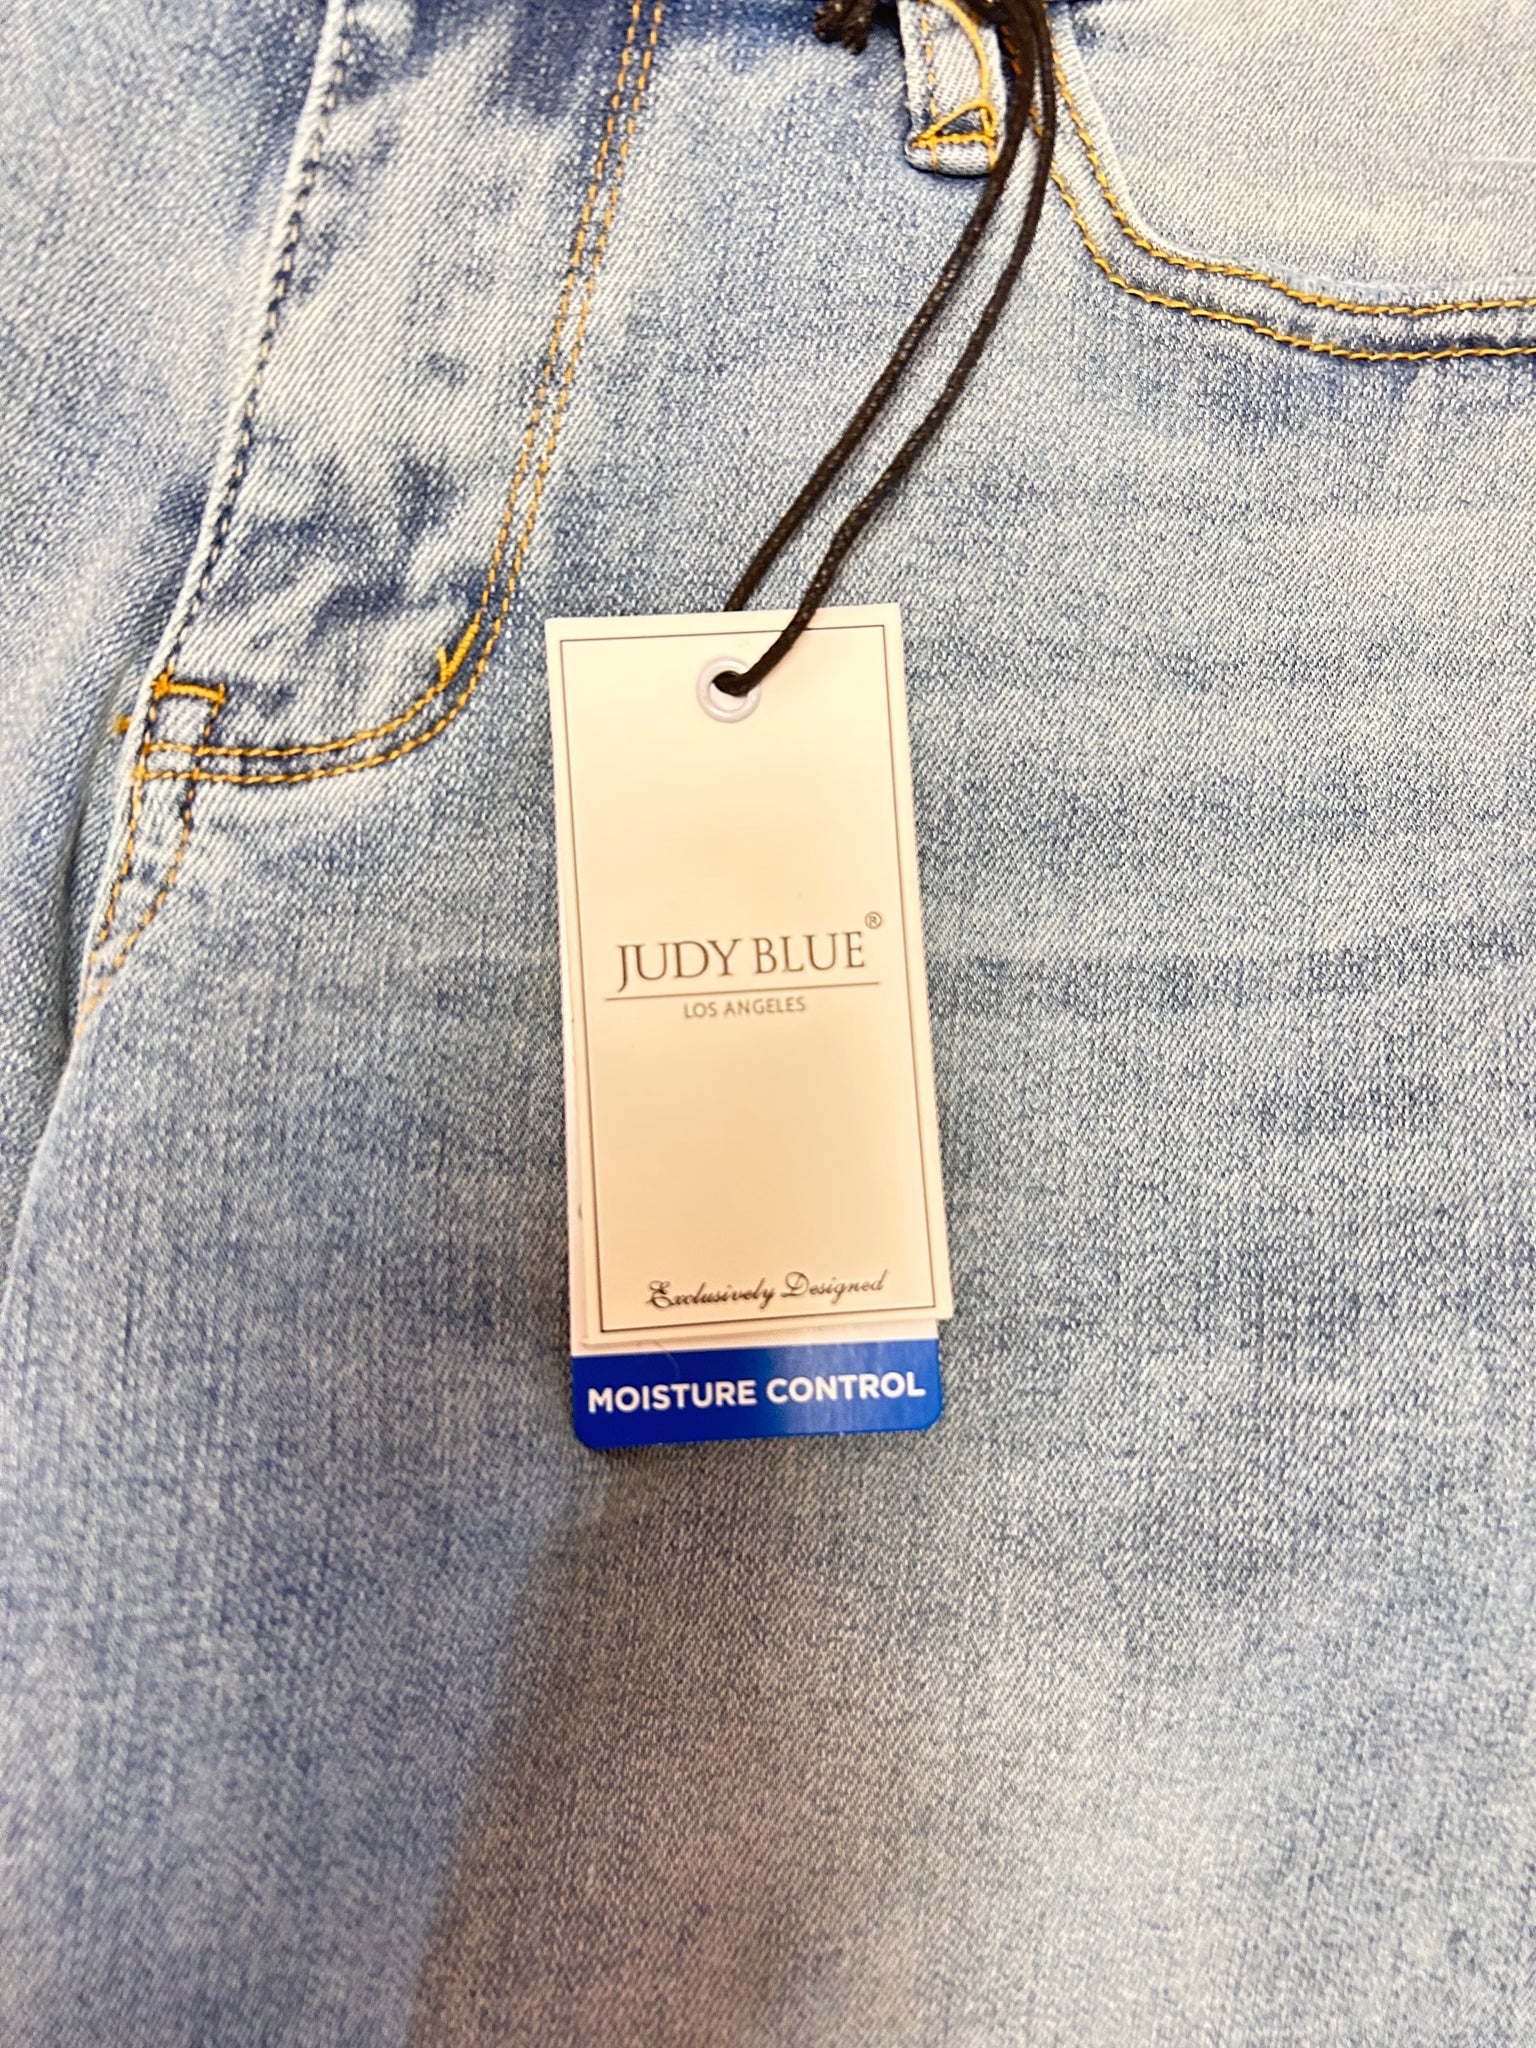 JUDY BLUE®
LOS ANGELES
Exclusively Designed
MOISTURE CONTROL